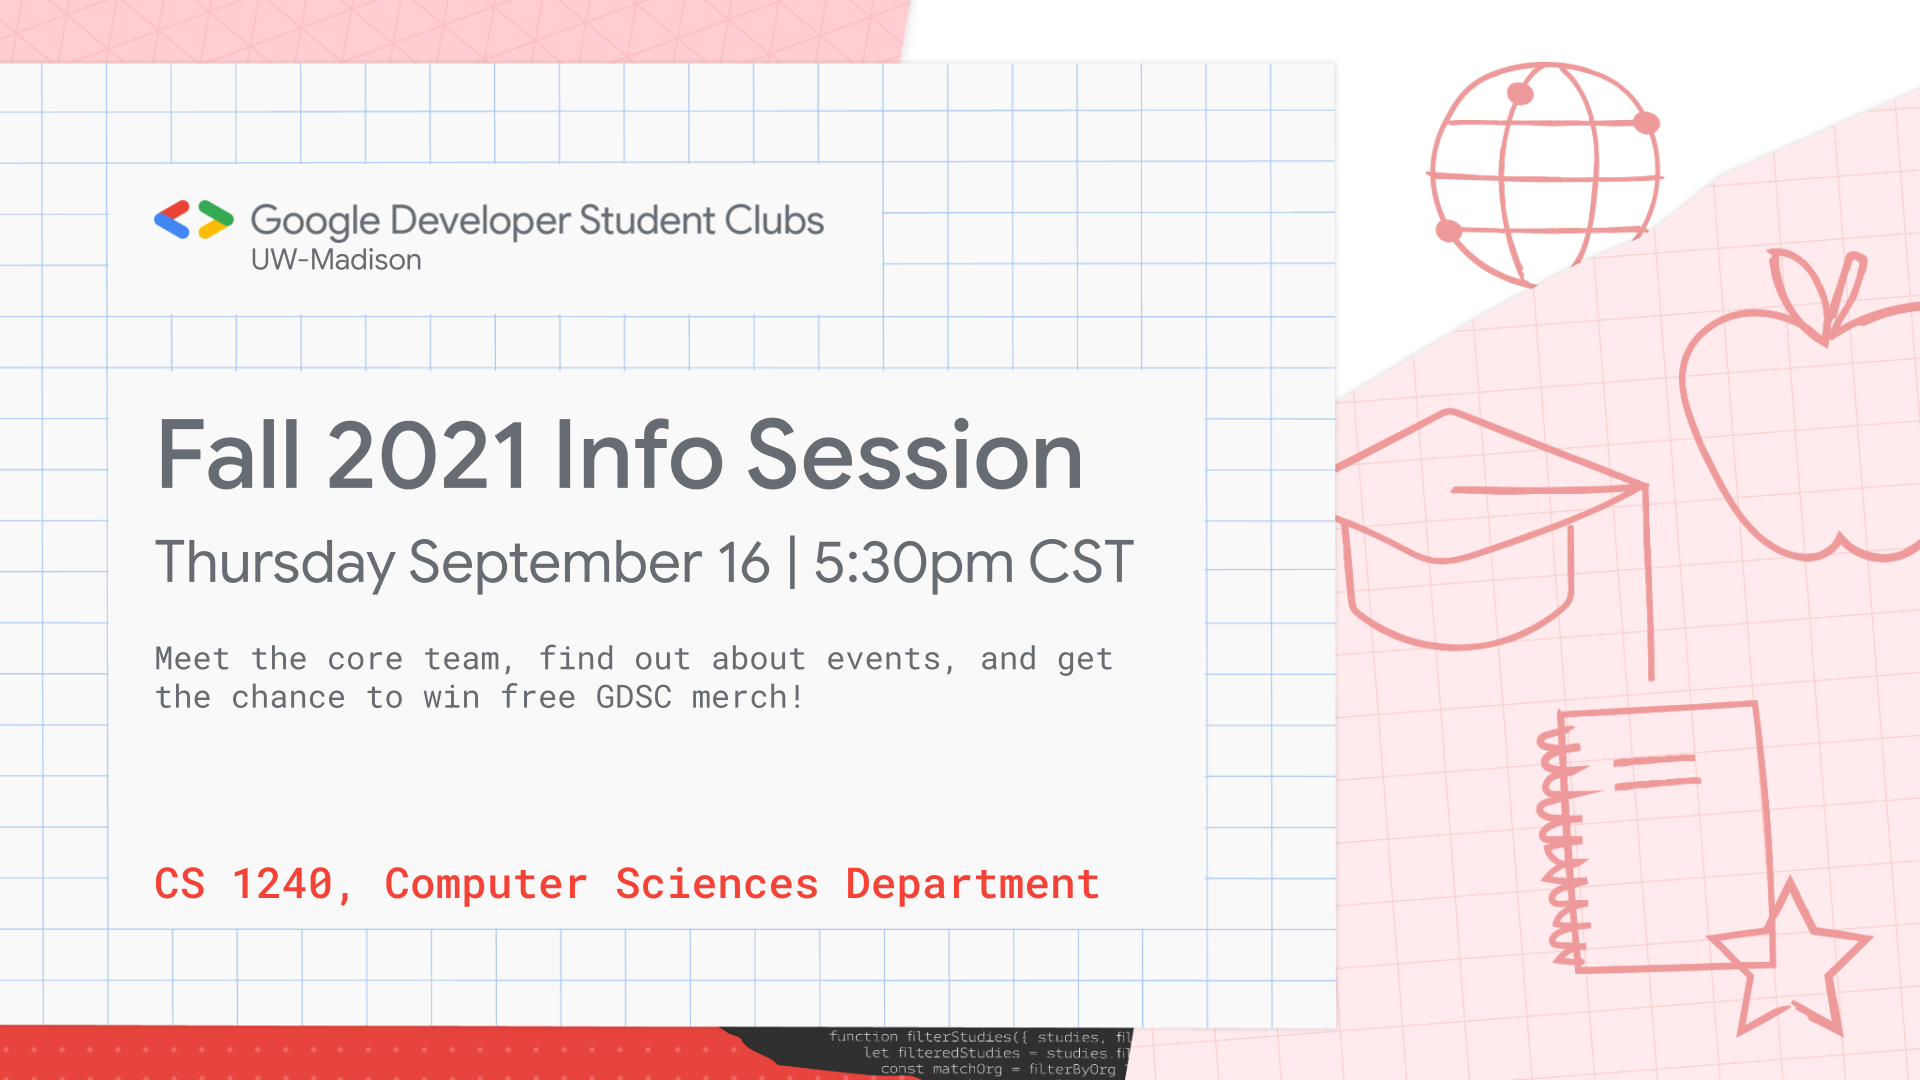 Google Developer Student Clubs
UW-Madison
Fall 2021 Info Session
Thursday September 16 | 5:30pm CST
Meet the core team, find out about events, and get
the chance to win free GDSC merch!
CS 1240, Computer Sciences Department
function filterStudies({ studies, fil
let filteredStudies = studies.fil
const matchOrg = filterByOrg